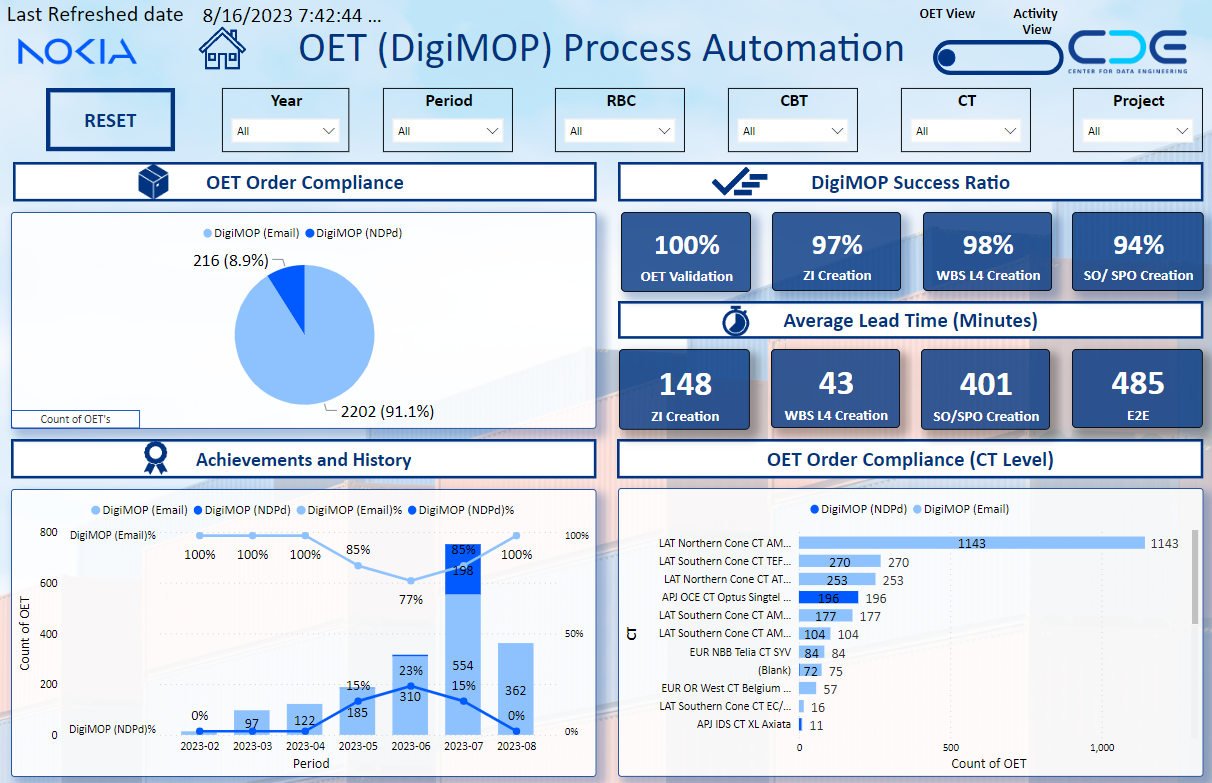 Last Refreshed date 8/16/2023 7:42:44 ...
NOKIA
OET (DigiMOP) Process Automation
OET View
Activity
View
CDE
CENTER FOR DATA ENGINEERING
RESET
Year
All
Period
All
RBC
All
CBT
All
CT
All
Project
All
OET Order Compliance
DigiMOP (Email) DigiMOP (NDPd)
216 (8.9%)
2202 (91.1%)
Count of OET's
DigiMOP Success Ratio
100%
OET Validation
97%
ZI Creation
98%
WBS L4 Creation
94%
SO/ SPO Creation
Average Lead Time (Minutes)
148
ZI Creation
43
WBS L4 Creation
401
SO/SPO Creation
485
E2E
Achievements and History
DigiMOP (Email) DigiMOP (NDPd) DigiMOP (Email)% DigiMOP (NDPd)%
800
600
400
200
0
Count of OET
DigiMOP (Email)%
DigiMOP (NDPd)%
100%
100%
100%
85%
77%
85%
100%
198
554
15%
23%
15%
0%
0%
97
122
185
310
362
100%
50%
0%
2023-02 2023-03 2023-04 2023-05 2023-06 2023-07 2023-08
Period
OET Order Compliance (CT Level)
DigiMOP (NDPd) DigiMOP (Email)
CT
LAT Northern Cone CT AM... 1143 1143
LAT Southern Cone CT TEF... 270 270
LAT Northern Cone CT AT... 253 253
APJ OCE CT Optus Singtel ... 196 196
LAT Southern Cone CT AM... 177 177
LAT Southern Cone CT AM... 104 104
EUR NBB Telia CT SYV 84 84
(Blank) 72 75
EUR OR West CT Belgium ... 57
LAT Southern Cone CT EC/... 16
APJ IDS CT XL Axiata 11
0 500 1,000
Count of OET